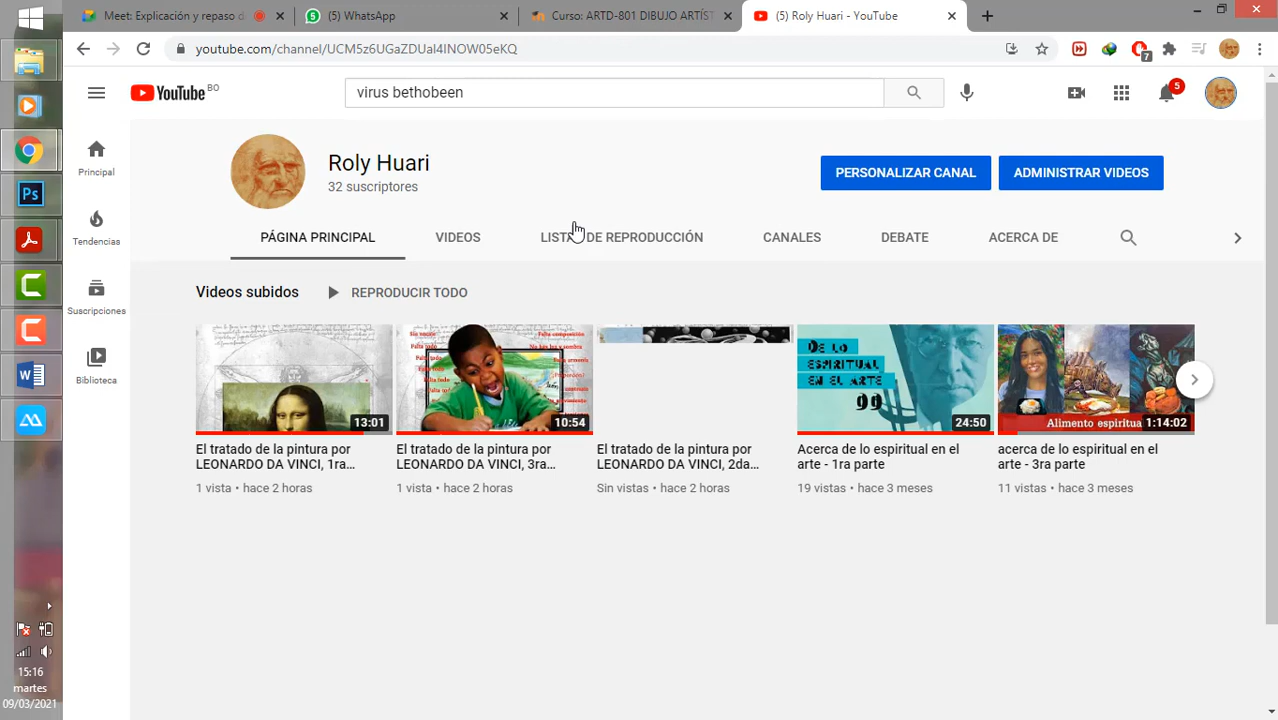 Meet: Explicación y repaso d
(5) WhatsApp
Curso: ARTD-801 DIBUJO ARTÍST
(5) Roly Huari - YouTube
youtube.com/channel/UCM5z6UGaZDUal4INOW05eKQ
7
YouTube BO
virus bethobeen
5
Principal
Tendencias
Suscripciones
Biblioteca
Roly Huari
32 suscriptores
PERSONALIZAR CANAL
ADMINISTRAR VIDEOS
PÁGINA PRINCIPAL
VIDEOS
LISTAS DE REPRODUCCIÓN
CANALES
DEBATE
ACERCA DE
Videos subidos
REPRODUCIR TODO
13:01
El tratado de la pintura por
LEONARDO DA VINCI, 1ra...
1 vista • hace 2 horas
Falta todo
10:54
El tratado de la pintura por
LEONARDO DA VINCI, 3ra...
1 vista • hace 2 horas
El tratado de la pintura por
LEONARDO DA VINCI, 2da...
Sin vistas • hace 2 horas
DE LO
ESPIRITUAL
EN EL ARTE
24:50
Acerca de lo espiritual en el
arte - 1ra parte
19 vistas • hace 3 meses
Alimento espiritua
1:14:02
acerca de lo espiritual en el
arte - 3ra parte
11 vistas • hace 3 meses
Ps
W
15:16
martes
09/03/2021